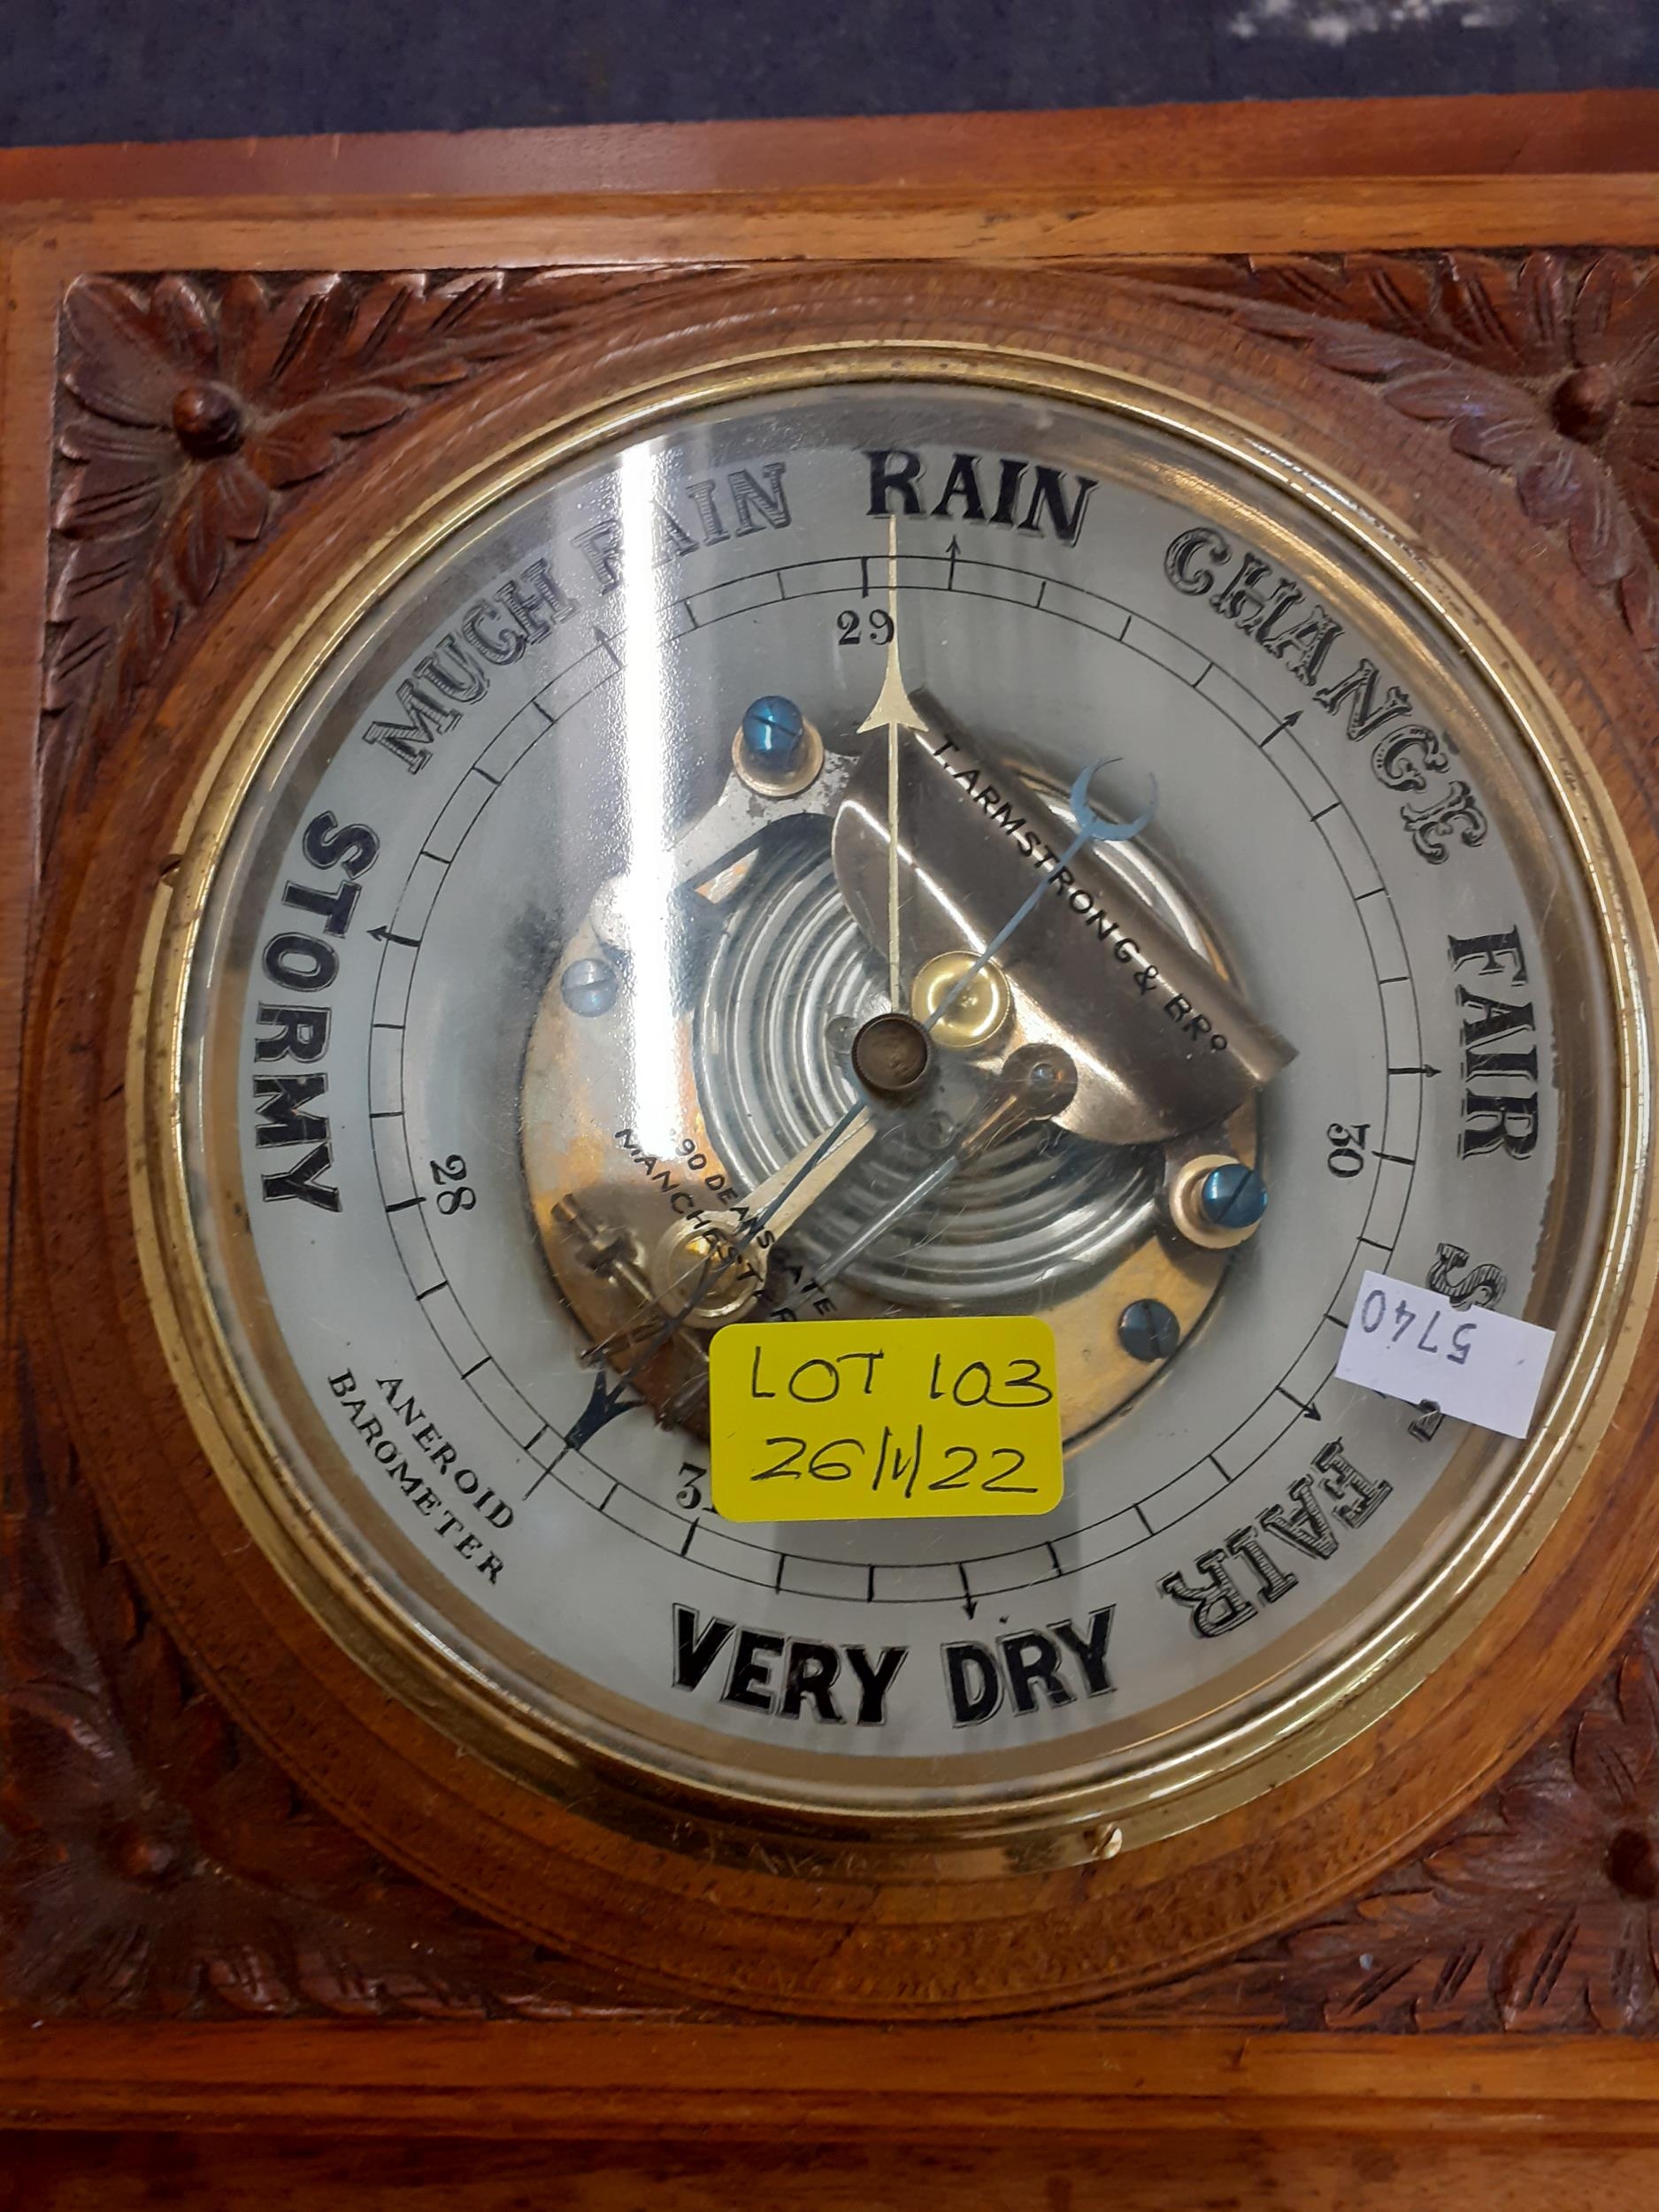 STORMY
MUCH RAIN
RAIN
CHANGE
FAIR
FAIR
VERY DRY
28
29
30
T. ARMSTRONG & BRO
90 DEANSGATE
MANCHESTER
ANEROID
BAROMETER
LOT 103
26/11/22
5740